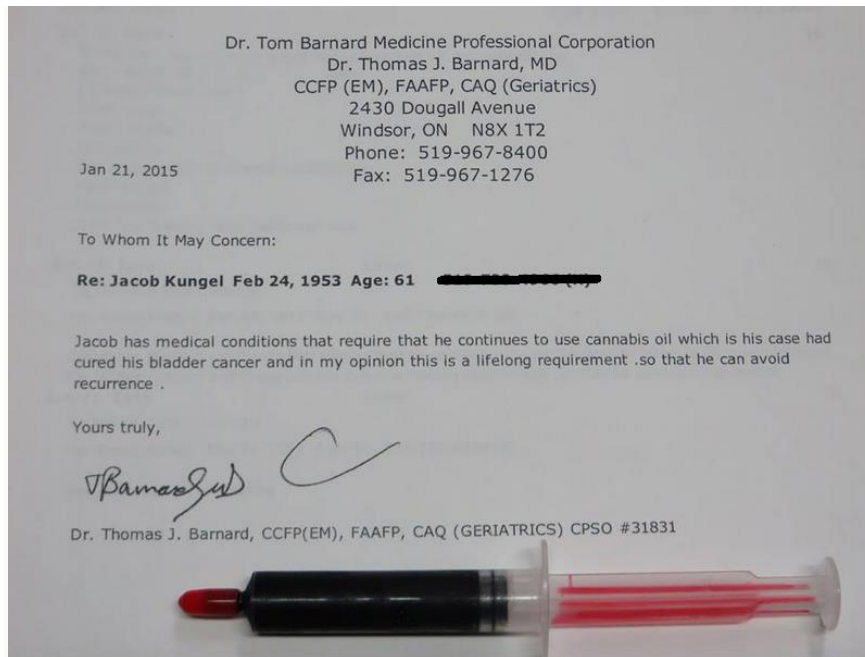 Dr. Tom Barnard Medicine Professional Corporation
Dr. Thomas J. Barnard, MD
CCFP (EM), FAAFP, CAQ (Geriatrics)
2430 Dougall Avenue
Windsor, ON N8X 1T2
Phone: 519-967-8400
Jan 21, 2015
Fax: 519-967-1276
To Whom It May Concern:
Re: Jacob Kungel Feb 24, 1953 Age: 61
Jacob has medical conditions that require that he continues to use cannabis oil which is his case had
cured his bladder cancer and in my opinion this is a lifelong requirement .so that he can avoid
recurrence .
Yours truly,
Dr. Thomas J. Barnard, CCFP(EM), FAAFP, CAQ (GERIATRICS) CPSO #31831